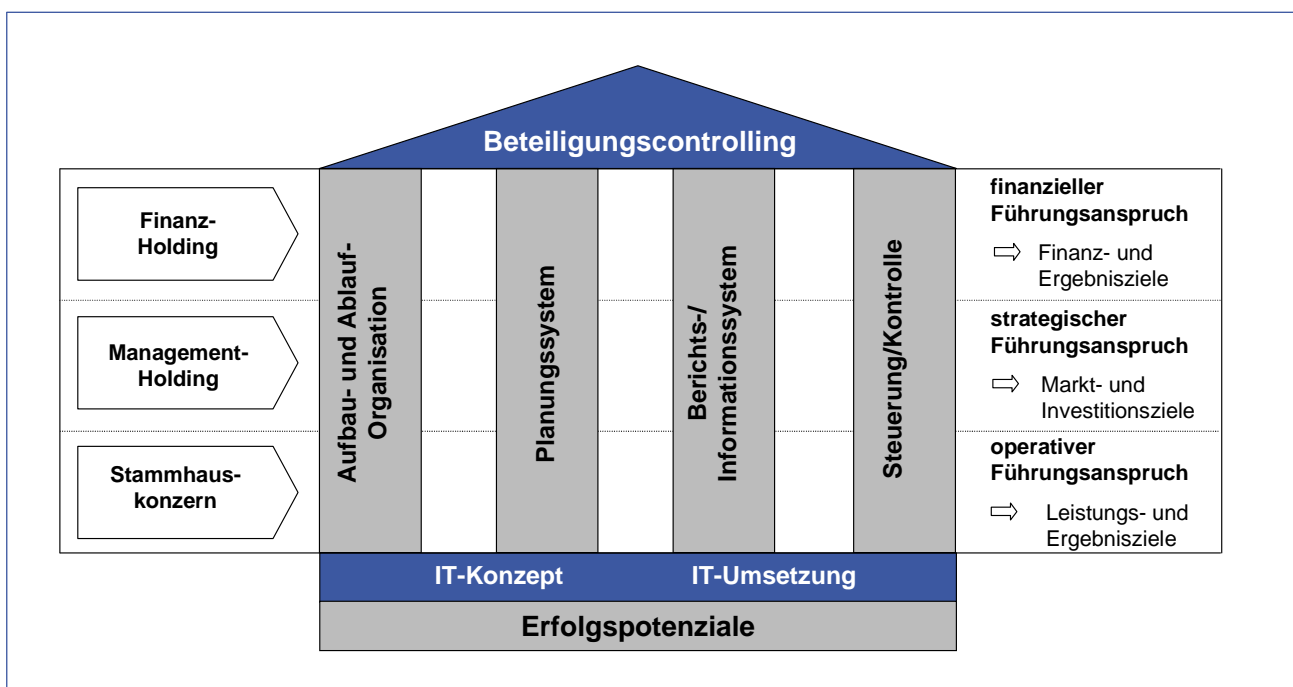 Beteiligungscontrolling
Finanz-
Holding
Management-
Holding
Stammhaus-
konzern
Aufbau- und Ablauf-
Organisation
Planungssystem
Berichts-/
Informationssystem
Steuerung/Kontrolle
finanzieller
Führungsanspruch
Finanz- und
Ergebnisziele
strategischer
Führungsanspruch
Markt- und
Investitionsziele
operativer
Führungsanspruch
Leistungs- und
Ergebnisziele
IT-Konzept
IT-Umsetzung
Erfolgspotenziale